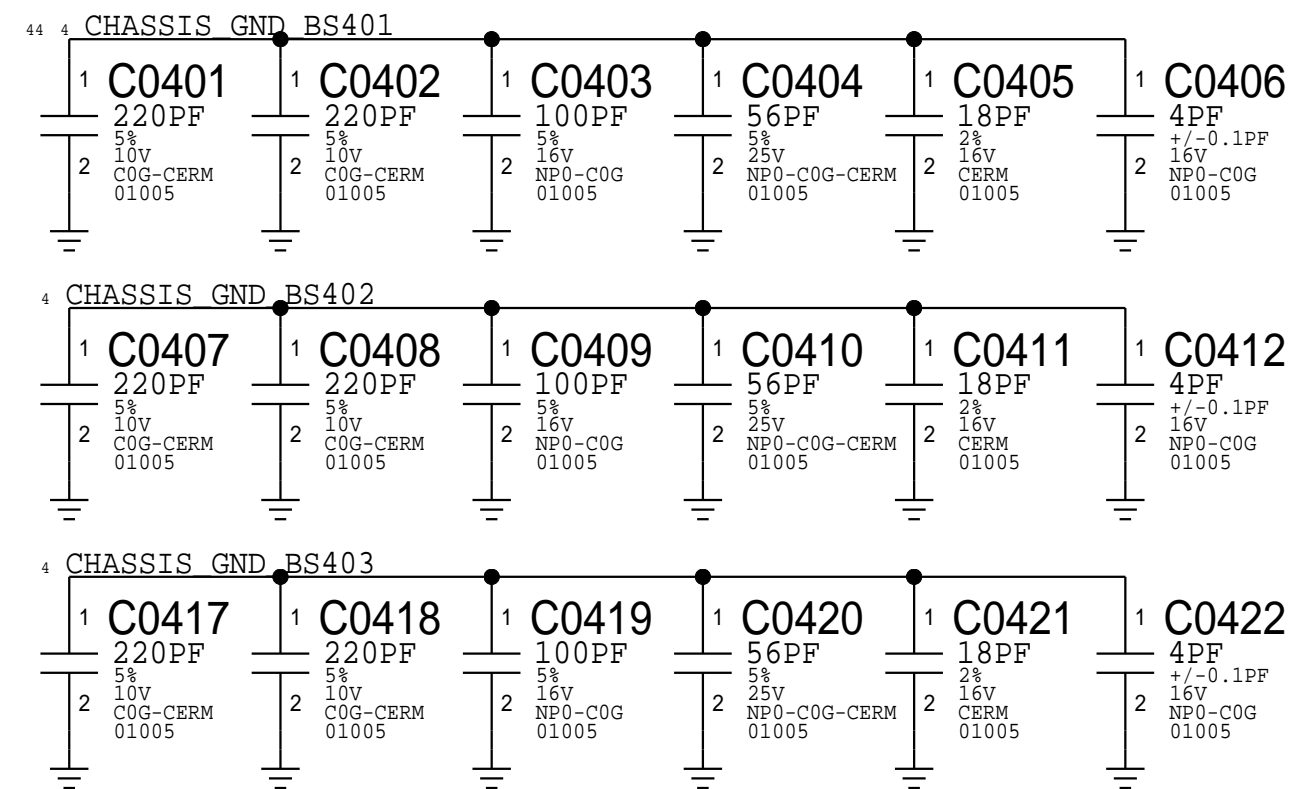 44 4 CHASSIS_GND_BS401
1 C0401 1 C0402 1 C0403 1 C0404 1 C0405 1 C0406
220PF 220PF 100PF 56PF 18PF 4PF
5% 5% 5% 5% 2% +/-0.1PF
10V 10V 16V 25V 16V 16V
2 C0G-CERM 2 C0G-CERM 2 NP0-C0G 2 NP0-C0G-CERM 2 CERM 2 NP0-C0G
01005 01005 01005 01005 01005 01005
4 CHASSIS_GND_BS402
1 C0407 1 C0408 1 C0409 1 C0410 1 C0411 1 C0412
220PF 220PF 100PF 56PF 18PF 4PF
5% 5% 5% 5% 2% +/-0.1PF
10V 10V 16V 25V 16V 16V
2 C0G-CERM 2 C0G-CERM 2 NP0-C0G 2 NP0-C0G-CERM 2 CERM 2 NP0-C0G
01005 01005 01005 01005 01005 01005
4 CHASSIS_GND_BS403
1 C0417 1 C0418 1 C0419 1 C0420 1 C0421 1 C0422
220PF 220PF 100PF 56PF 18PF 4PF
5% 5% 5% 5% 2% +/-0.1PF
10V 10V 16V 25V 16V 16V
2 C0G-CERM 2 C0G-CERM 2 NP0-C0G 2 NP0-C0G-CERM 2 CERM 2 NP0-C0G
01005 01005 01005 01005 01005 01005